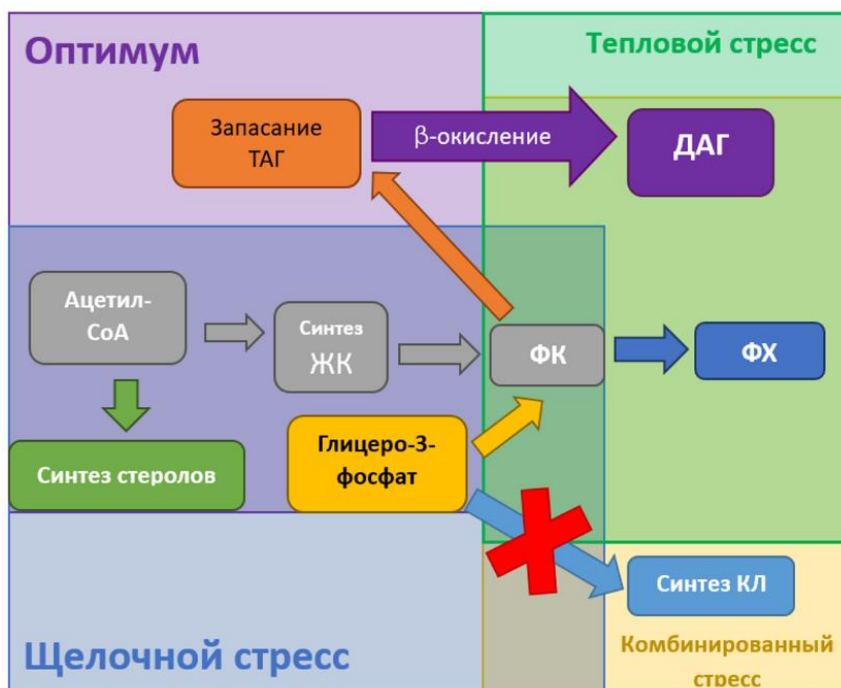 Оптимум
Тепловой стресс
Запасание
ТАГ
β-окисление
ДАГ
Ацетил-
СоА
Синтез
ЖК
ФК
ФХ
Синтез стеролов
Глицеро-3-
фосфат
Синтез КЛ
Щелочной стресс
Комбинированный
стресс